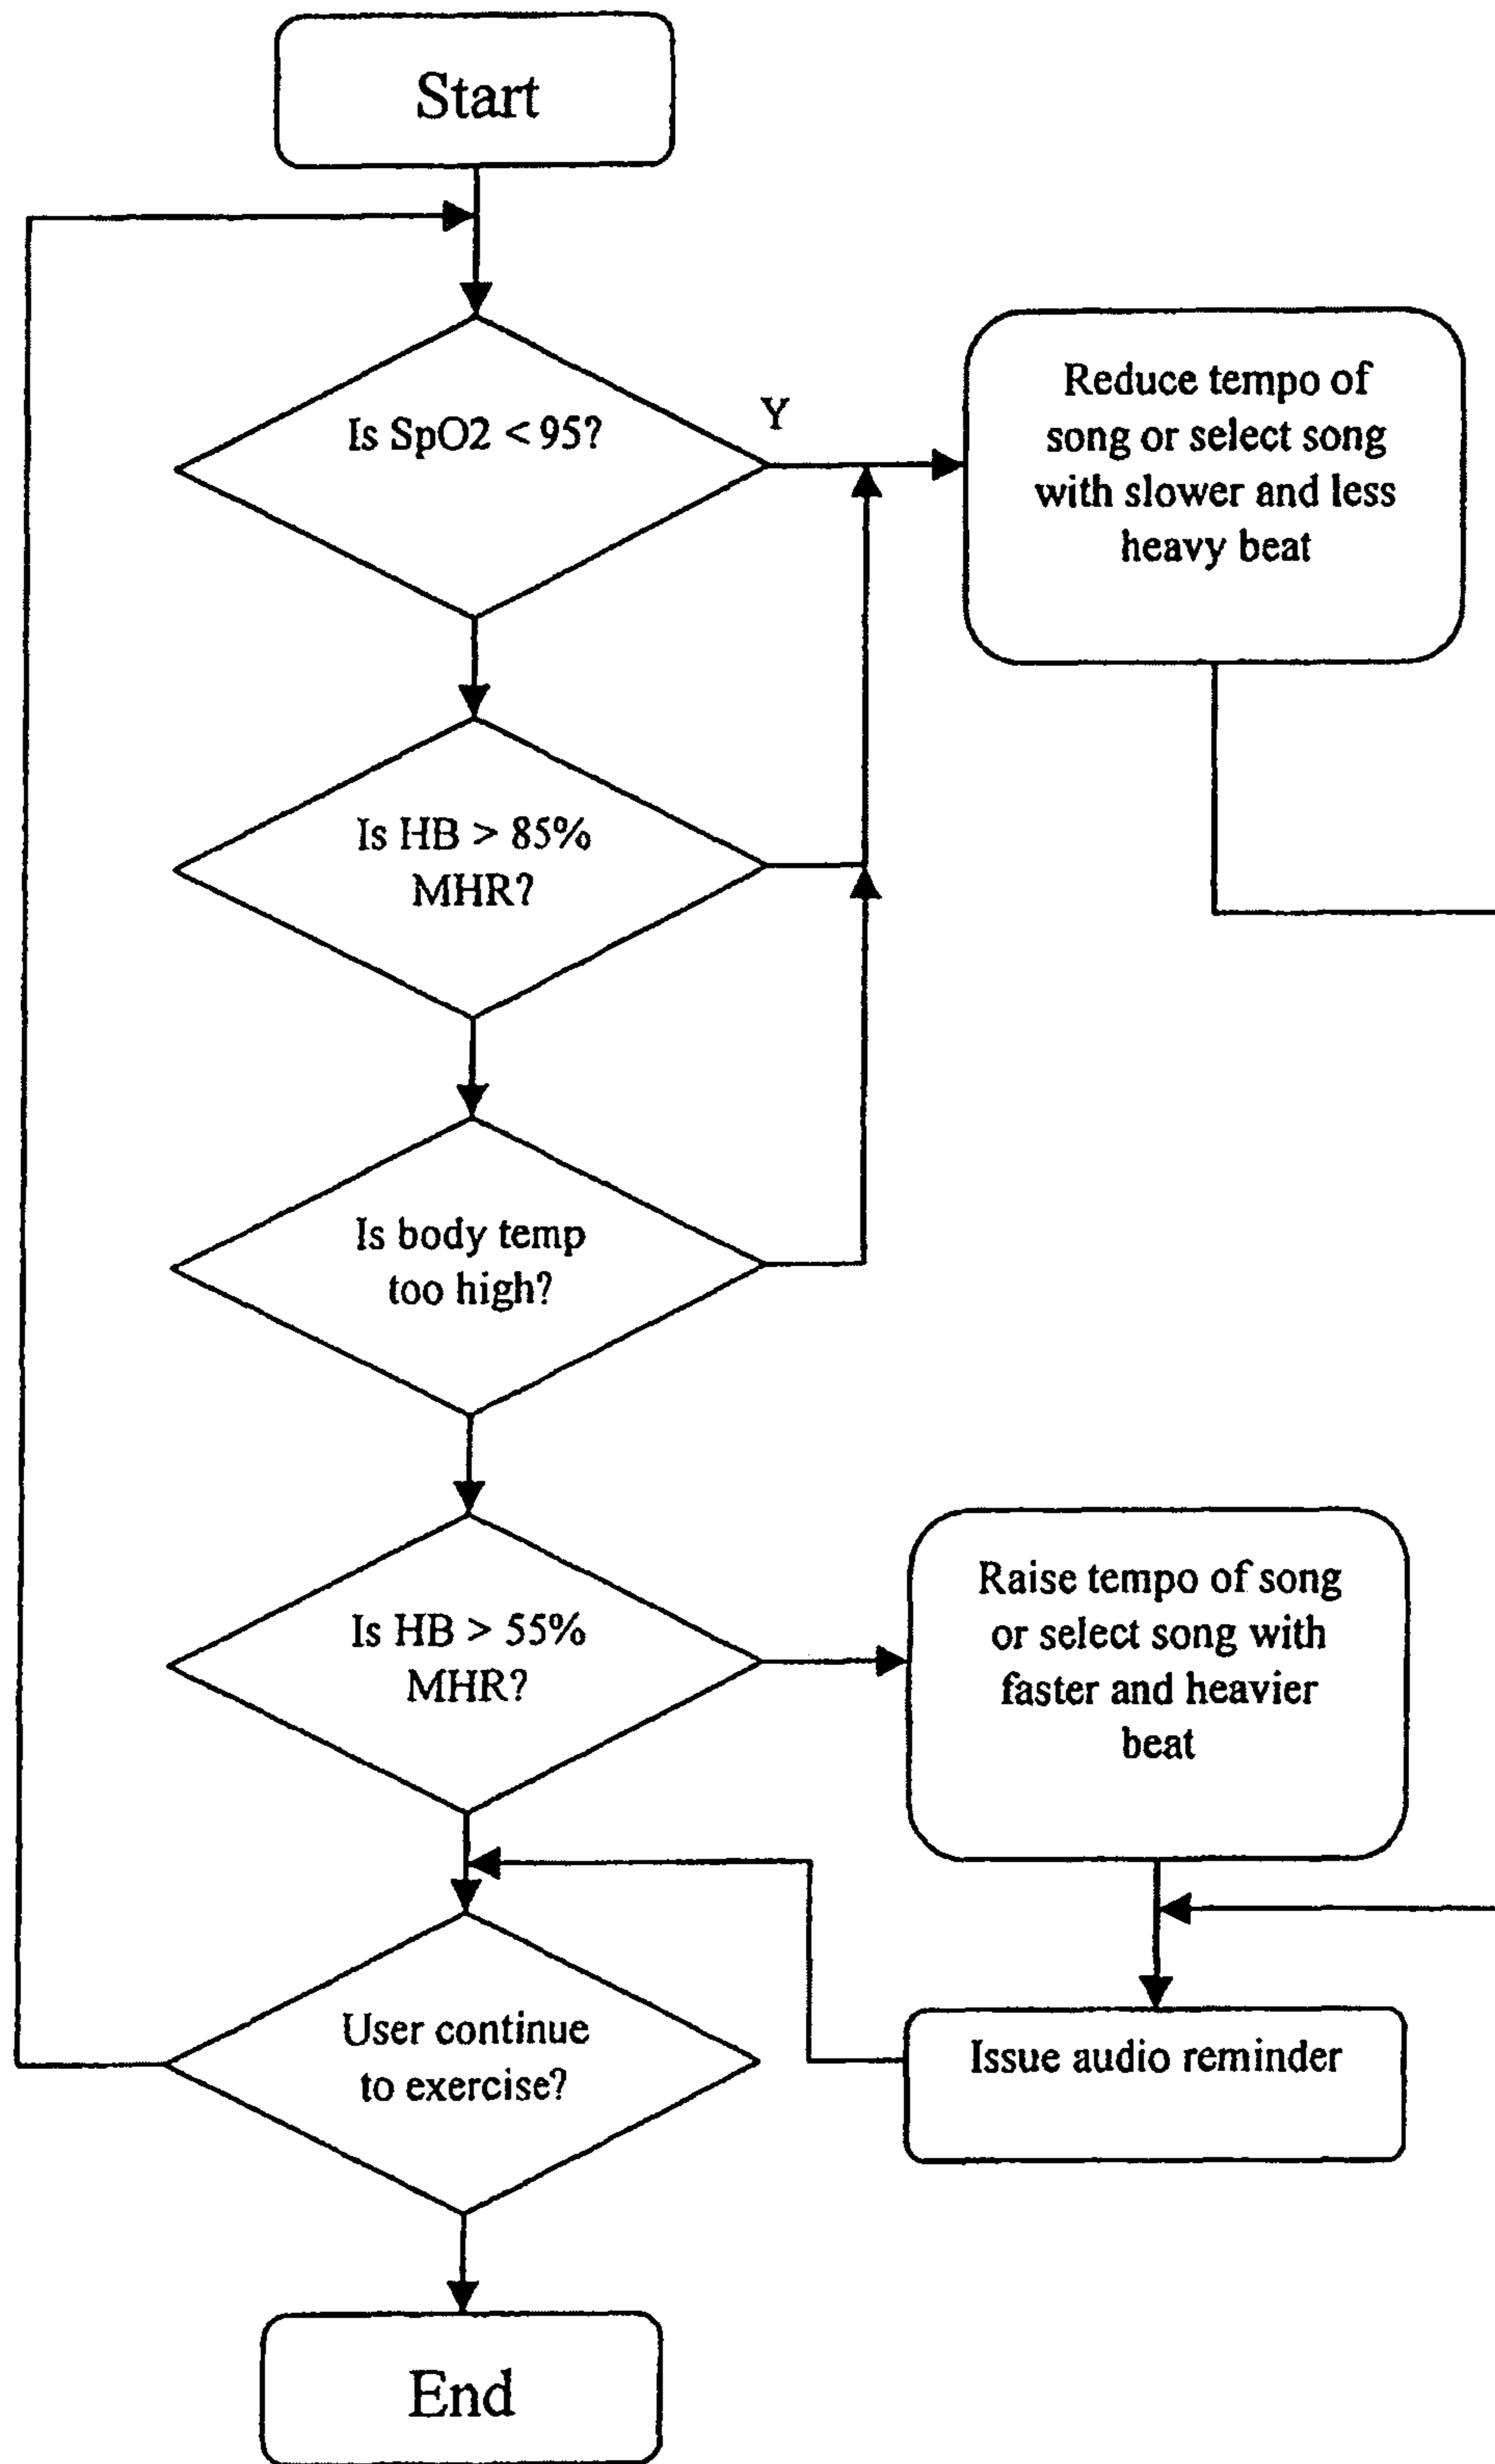 Start
Is SpO2 < 95?
Y
Reduce tempo of
song or select song
with slower and less
heavy beat
Is HB > 85%
MHR?
Is body temp
too high?
Is HB > 55%
MHR?
Raise tempo of song
or select song with
faster and heavier
beat
User continue
to exercise?
Issue audio reminder
End